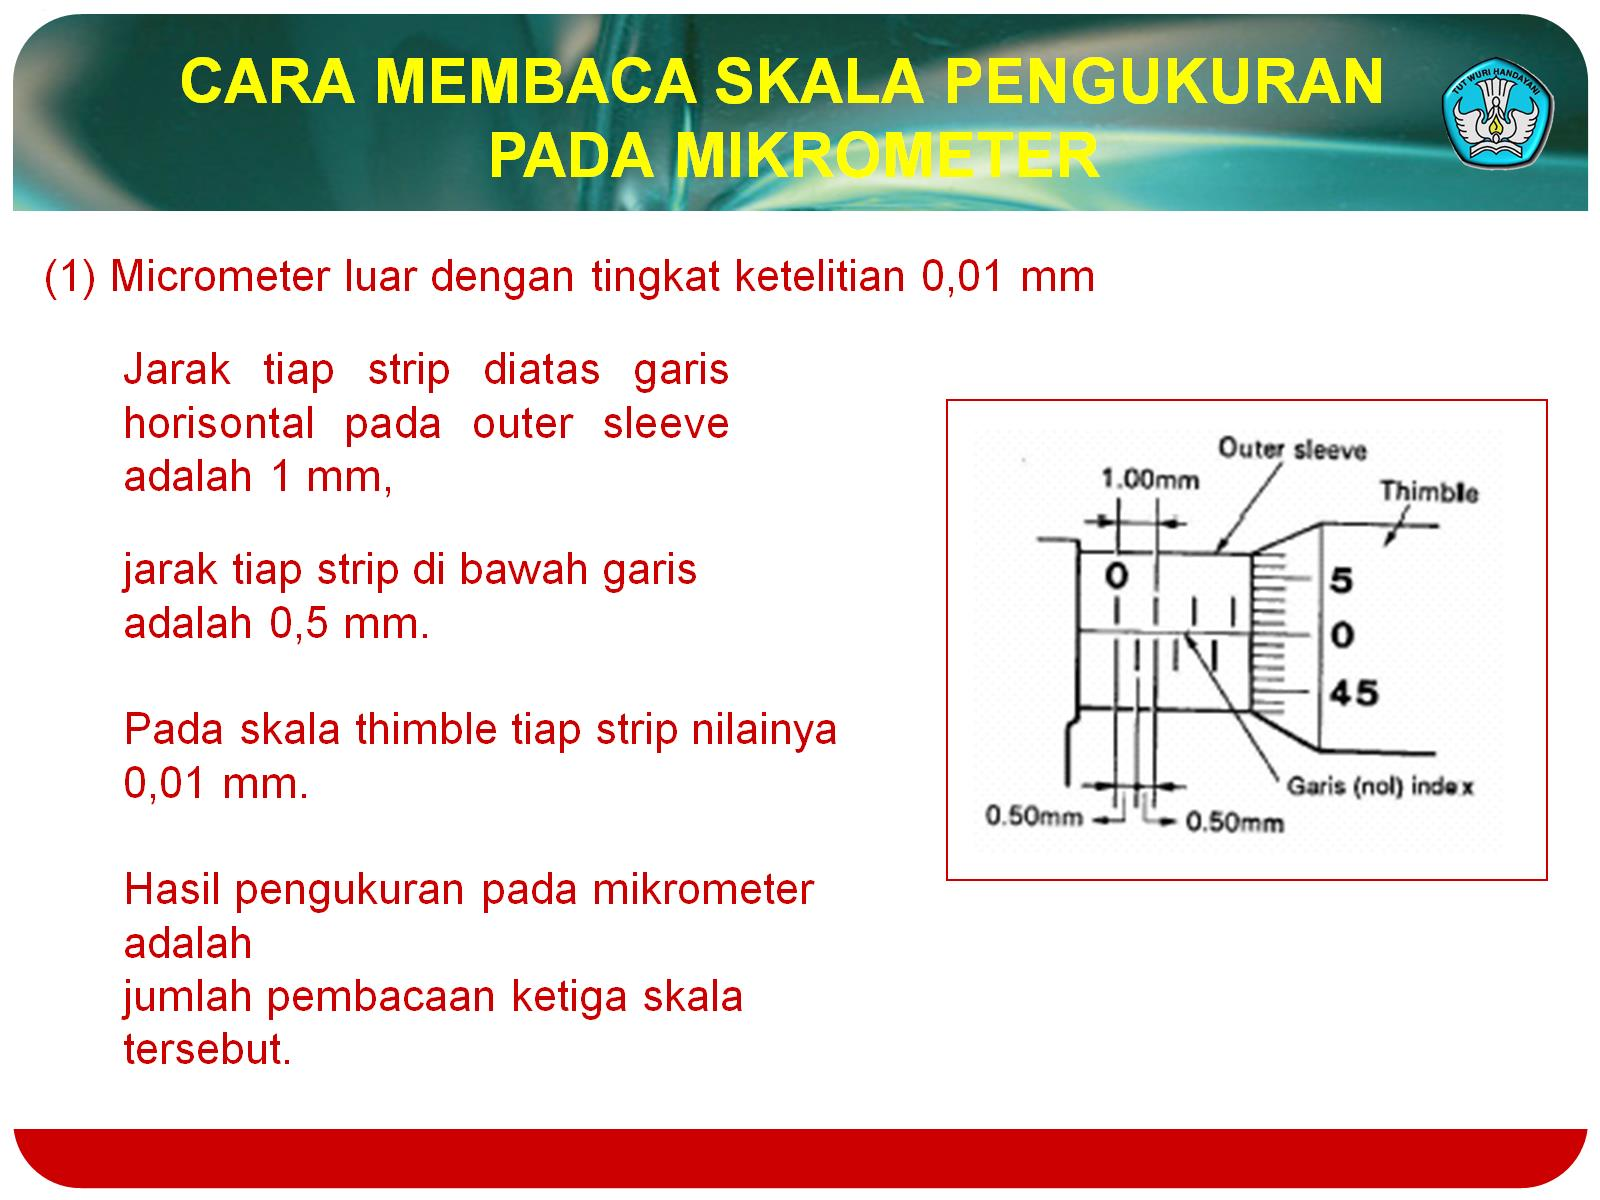 CARA MEMBACA SKALA PENGUKURAN
PADA MIKROMETER
TUT WURI HANDAYANI
(1) Micrometer luar dengan tingkat ketelitian 0,01 mm
Jarak tiap strip diatas garis
horisontal pada outer sleeve
adalah 1 mm,
jarak tiap strip di bawah garis
adalah 0,5 mm.
Pada skala thimble tiap strip nilainya
0,01 mm.
Hasil pengukuran pada mikrometer
adalah
jumlah pembacaan ketiga skala
tersebut.
Outer sleeve
1.00mm
Thimble
0
5
0
45
Garis (nol) index
0.50mm
0.50mm